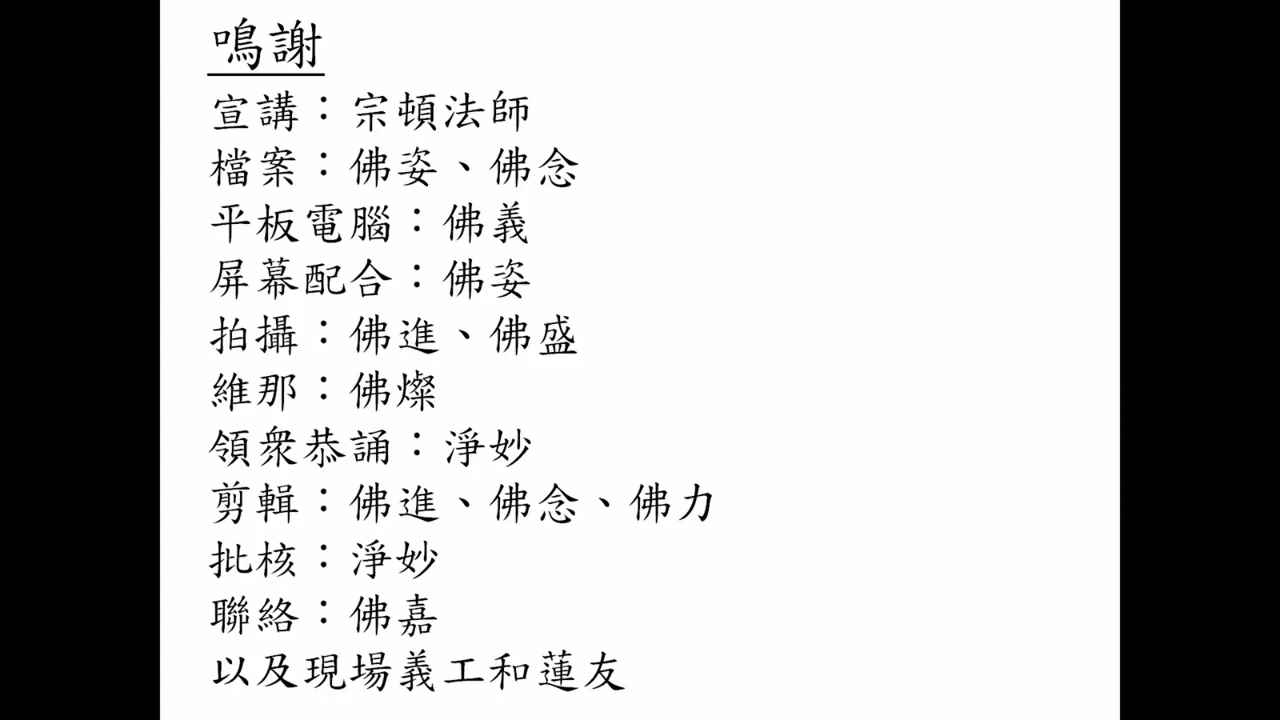 鳴謝
宣講：宗頓法師
檔案：佛姿、佛念
平板電腦：佛義
屏幕配合：佛姿
拍攝：佛進、佛盛
維那：佛燦
領衆恭誦：淨妙
剪輯：佛進、佛念、佛力
批核：淨妙
聯絡：佛嘉
以及現場義工和蓮友